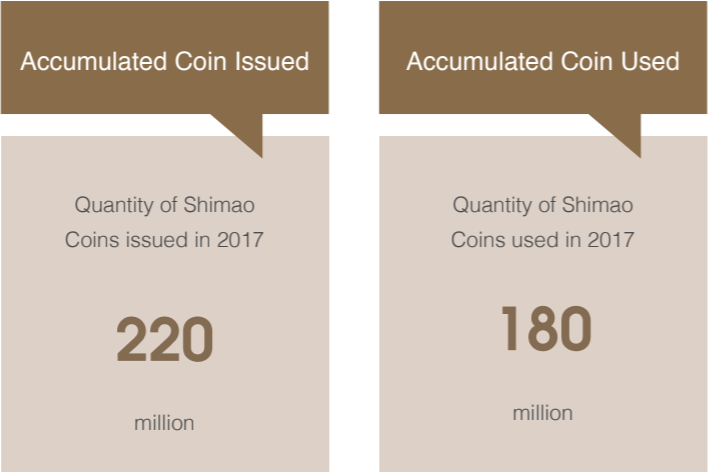 Accumulated Coin Issued
Quantity of Shimao
Coins issued in 2017
220
million
Accumulated Coin Used
Quantity of Shimao
Coins used in 2017
180
million